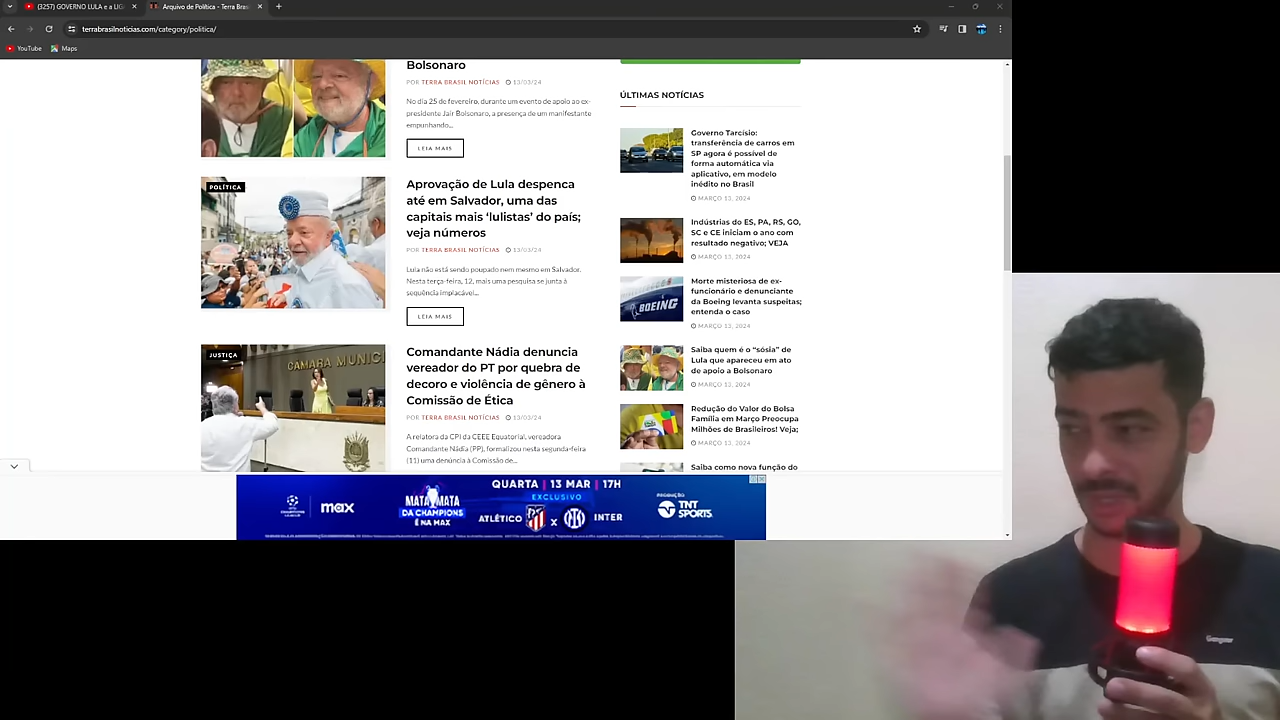 (3257) GOVERNO LULA e a LIG
Arquivo de Política - Terra Bras
terrabrasilnoticias.com/category/politica/
YouTube
Maps
Bolsonaro
POR TERRA BRASIL NOTÍCIAS 13/03/24
No dia 25 de fevereiro, durante um evento de apoio ao ex-
presidente Jair Bolsonaro, a presença de um manifestante
empunhando...
LEIA MAIS
POLÍTICA
Aprovação de Lula despenca
até em Salvador, uma das
capitais mais ‘lulistas’ do país;
veja números
POR TERRA BRASIL NOTÍCIAS 13/03/24
Lula não está sendo poupado nem mesmo em Salvador.
Nesta terça-feira, 12, mais uma pesquisa se junta à
sequência implacável...
LEIA MAIS
JUSTIÇA
CAMARA MUNIC
Comandante Nádia denuncia
vereador do PT por quebra de
decoro e violência de gênero à
Comissão de Ética
POR TERRA BRASIL NOTÍCIAS 13/03/24
A relatora da CPI da CEEE Equatorial, vereadora
Comandante Nádia (PP), formalizou nesta segunda-feira
(11) uma denúncia à Comissão de...
ÚLTIMAS NOTÍCIAS
Governo Tarcísio:
transferência de carros em
SP agora é possível de
forma automática via
aplicativo, em modelo
inédito no Brasil
MARÇO 13, 2024
Indústrias do ES, PA, RS, GO,
SC e CE iniciam o ano com
resultado negativo; VEJA
MARÇO 13, 2024
BOEING
Morte misteriosa de ex-
funcionário e denunciante
da Boeing levanta suspeitas;
entenda o caso
MARÇO 13, 2024
Saiba quem é o “sósia” de
Lula que apareceu em ato
de apoio a Bolsonaro
MARÇO 13, 2024
Redução do Valor do Bolsa
Família em Março Preocupa
Milhões de Brasileiros! Veja;
MARÇO 13, 2024
Saiba como nova função do
max
MATA MATA
DA CHAMPIONS
É NA MAX
QUARTA | 13 MAR | 17H
EXCLUSIVO
ATLÉTICO x INTER
PRODUÇÃO
TNT
SPORTS